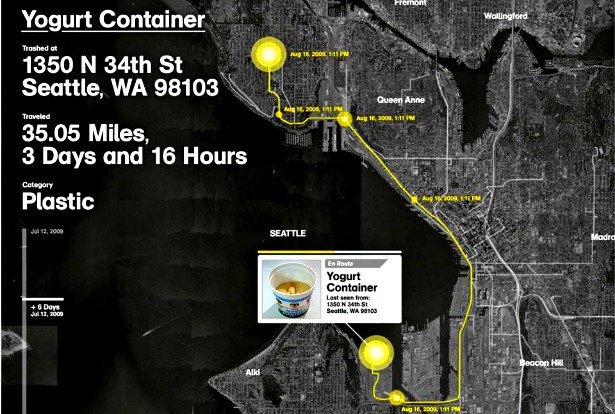 Yogurt Container
Trashed at
1350 N 34th St
Seattle, WA 98103
Traveled
35.05 Miles,
3 Days and 16 Hours
Category
Plastic
Jul 12, 2009
+ 6 Days
Jul 12, 2009
Fremont
Wallingford
Aug 16, 2009, 1:11 PM
Queen Anne
Aug 16, 2009, 1:11 PM
Aug 16, 2009, 1:11 PM
Aug 16, 2009, 1:11 PM
SEATTLE
Madro
En Route
Yogurt
Container
Last seen from:
1350 N 34th St
Seattle, WA 98103
Alki
Beacon Hill
Aug 16, 2009, 1:11 PM